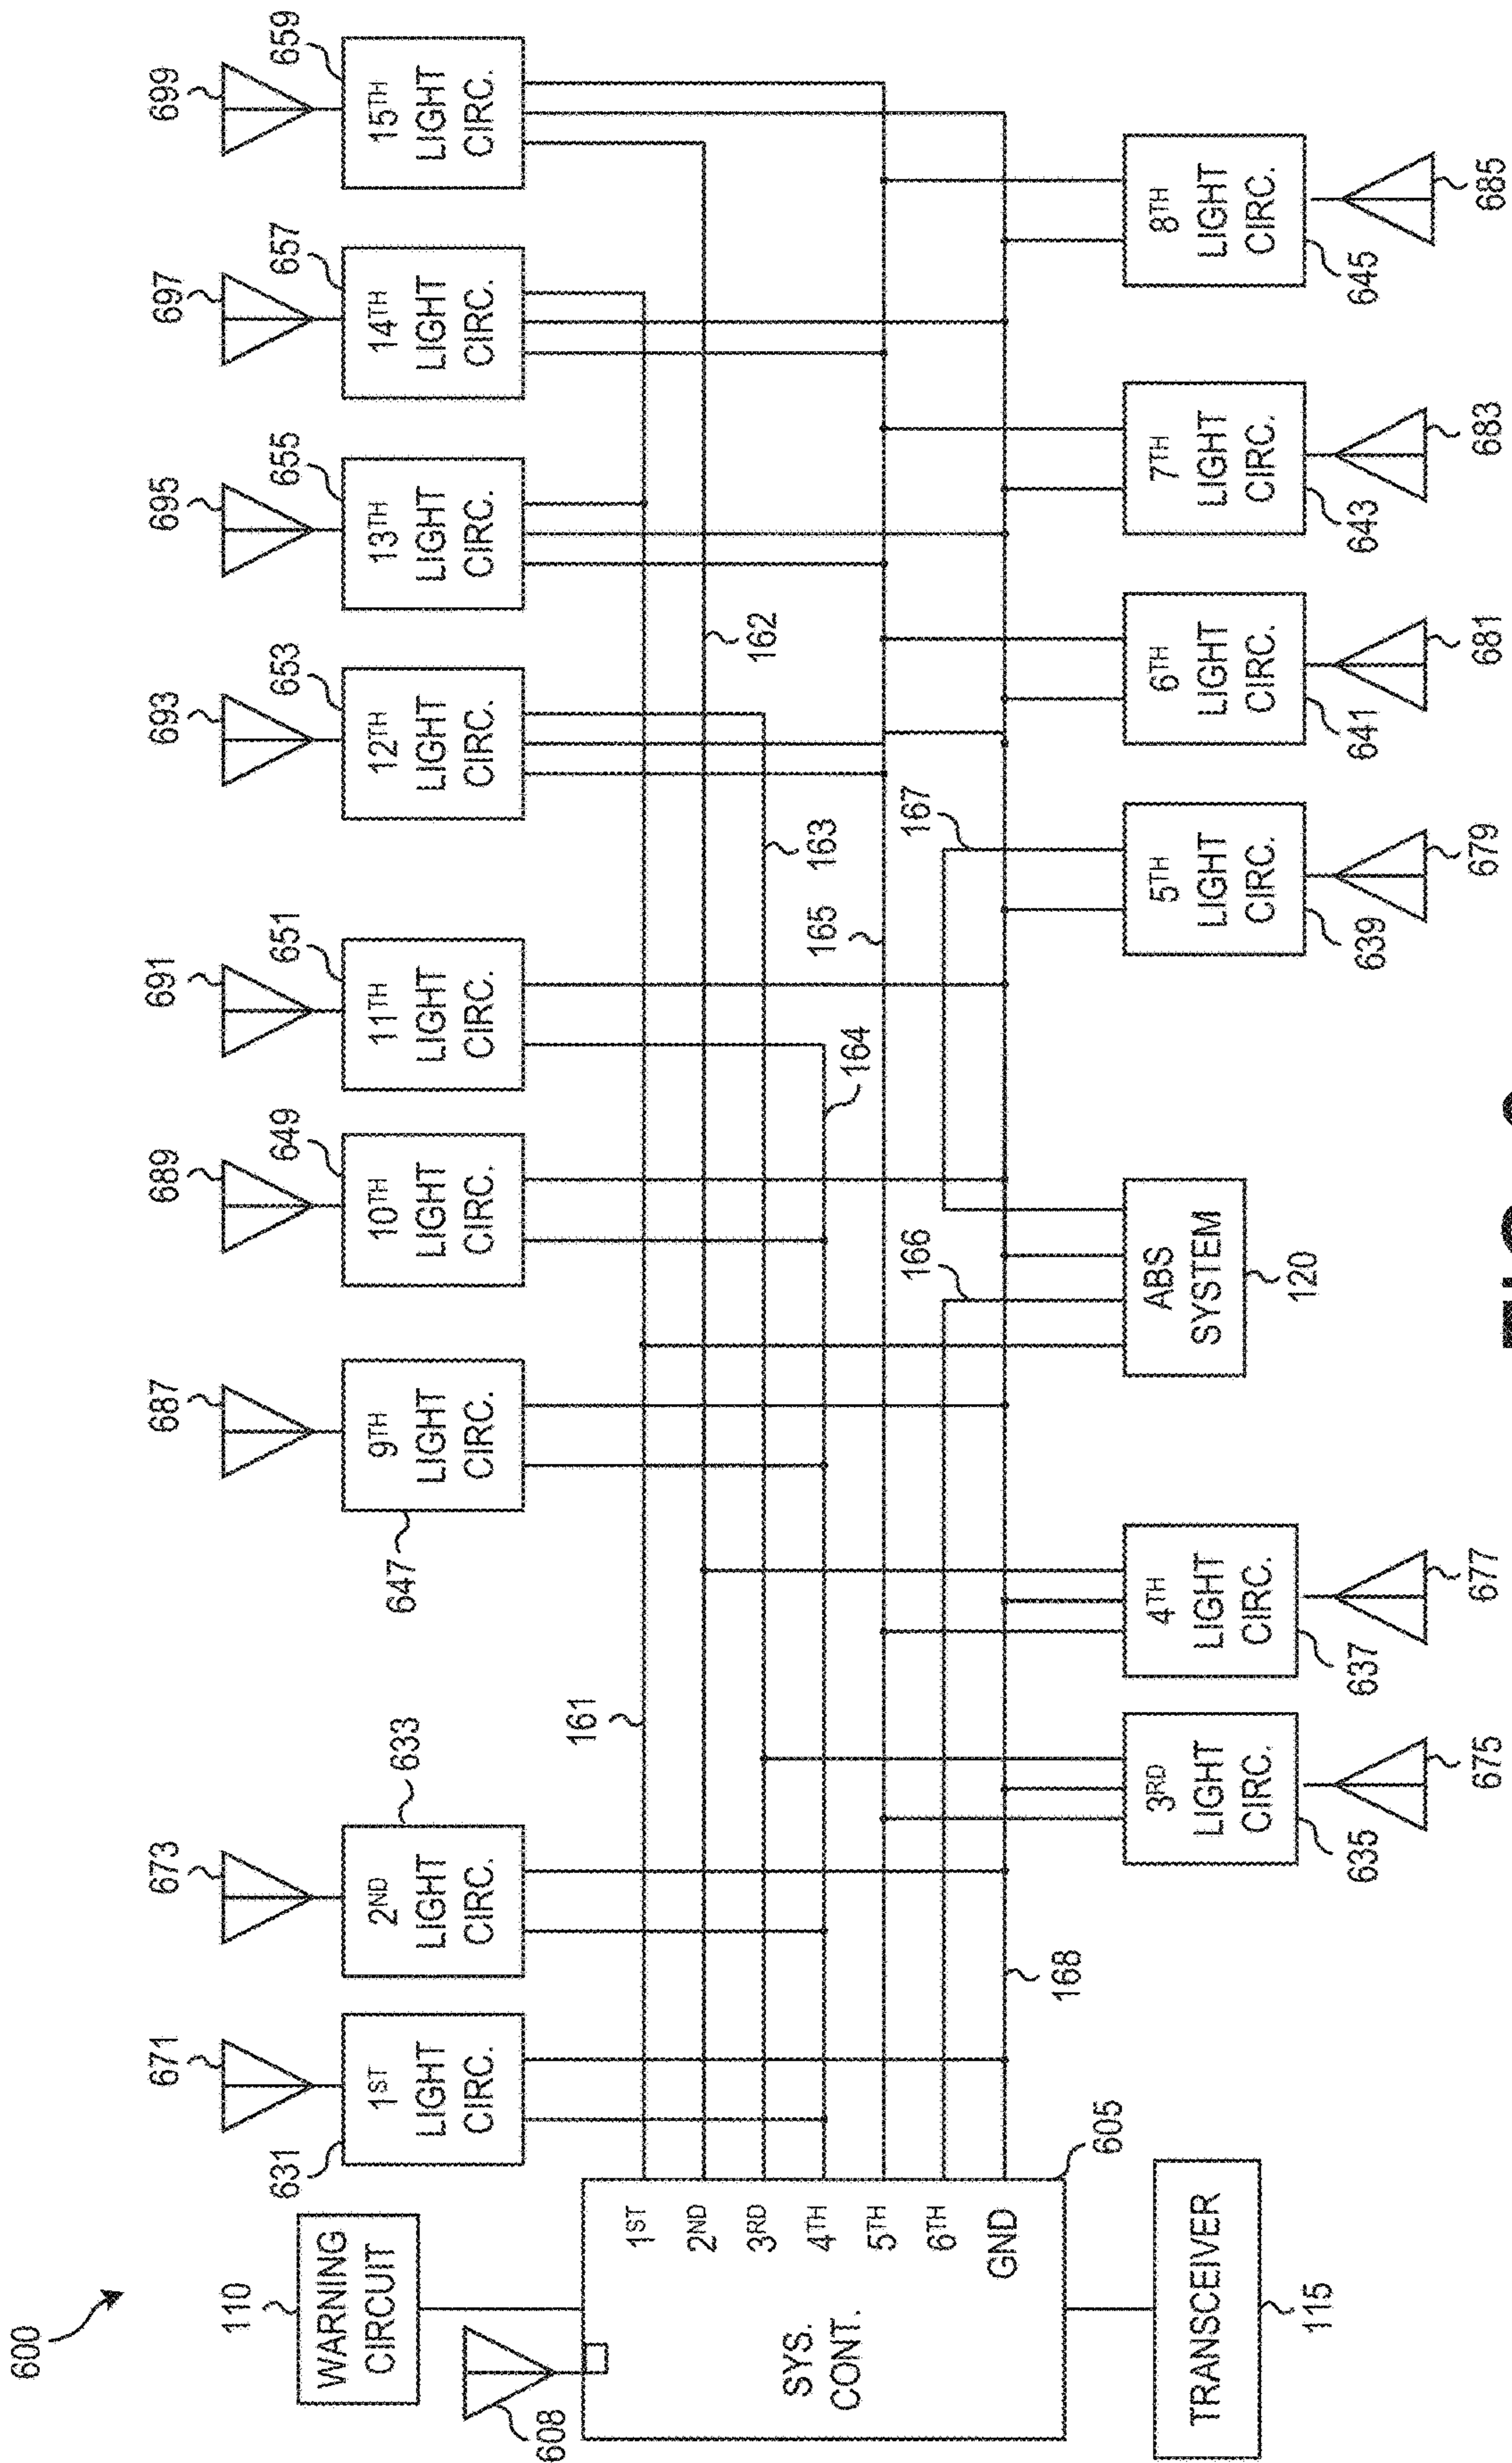 600
110
WARNING
CIRCUIT
608
SYS.
CONT.
1ST
2ND
3RD
4TH
5TH
6TH
GND
605
TRANSCEIVER
115
671
631
1ST
LIGHT
CIRC.
673
633
2ND
LIGHT
CIRC.
687
647
9TH
LIGHT
CIRC.
689
649
10TH
LIGHT
CIRC.
691
651
11TH
LIGHT
CIRC.
693
653
12TH
LIGHT
CIRC.
695
655
13TH
LIGHT
CIRC.
697
657
14TH
LIGHT
CIRC.
699
659
15TH
LIGHT
CIRC.
161
162
163
164
165
166
167
168
3RD
LIGHT
CIRC.
635
675
4TH
LIGHT
CIRC.
637
677
ABS
SYSTEM
120
5TH
LIGHT
CIRC.
639
679
6TH
LIGHT
CIRC.
641
681
7TH
LIGHT
CIRC.
643
683
8TH
LIGHT
CIRC.
645
685